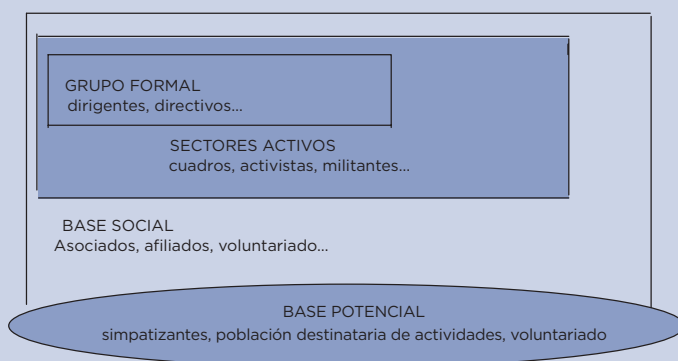 GRUPO FORMAL
dirigentes, directivos...
SECTORES ACTIVOS
cuadros, activistas, militantes...
BASE SOCIAL
Asociados, afiliados, voluntariado...
BASE POTENCIAL
simpatizantes, población destinataria de actividades, voluntariado